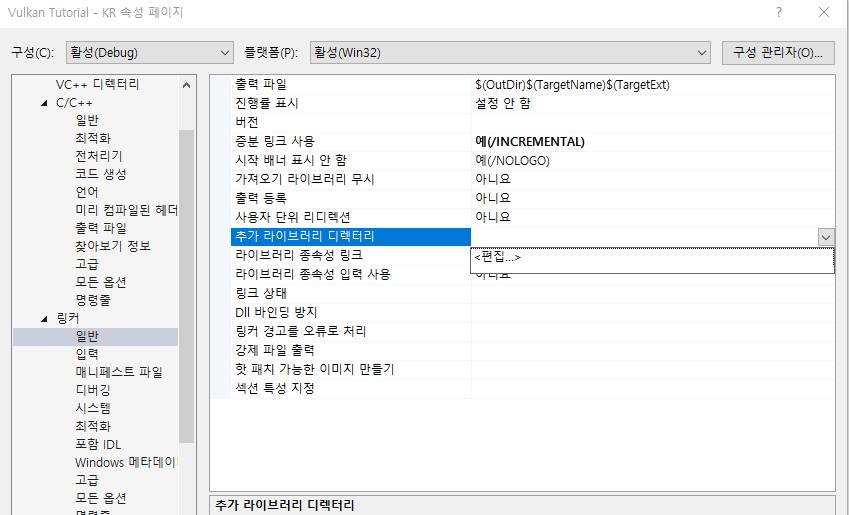 Vulkan Tutorial - KR 속성 페이지
구성(C):
활성(Debug)
플랫폼(P):
활성(Win32)
구성 관리자(O)...
VC++ 디렉터리
C/C++
일반
최적화
전처리기
코드 생성
언어
미리 컴파일된 헤더
출력 파일
찾아보기 정보
고급
모든 옵션
명령줄
링커
일반
입력
매니페스트 파일
디버깅
시스템
최적화
포함 IDL
Windows 메타데이
고급
모든 옵션
명령줄
출력 파일 $(OutDir)$(TargetName)$(TargetExt)
진행률 표시 설정 안 함
버전
증분 링크 사용 예(/INCREMENTAL)
시작 배너 표시 안 함 예(/NOLOGO)
가져오기 라이브러리 무시 아니요
출력 등록 아니요
사용자 단위 리디렉션 아니요
추가 라이브러리 디렉터리
라이브러리 종속성 링크 <편집...>
라이브러리 종속성 입력 사용 아니요
링크 상태
Dll 바인딩 방지
링커 경고를 오류로 처리
강제 파일 출력
핫 패치 가능한 이미지 만들기
섹션 특성 지정
추가 라이브러리 디렉터리